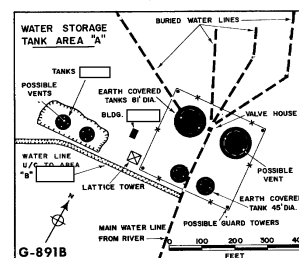 WATER STORAGE
TANK AREA "A"
BURIED WATER LINES
TANKS
POSSIBLE
VENTS
BLDG.
EARTH COVERED
TANKS 81' DIA.
VALVE HOUSE
WATER LINE
U/C TO AREA
"B"
LATTICE TOWER
POSSIBLE
VENT
EARTH COVERED
TANK 45' DIA.
POSSIBLE GUARD TOWERS
MAIN WATER LINE
FROM RIVER
N
G-891B
0 100 200 300 40
FEET